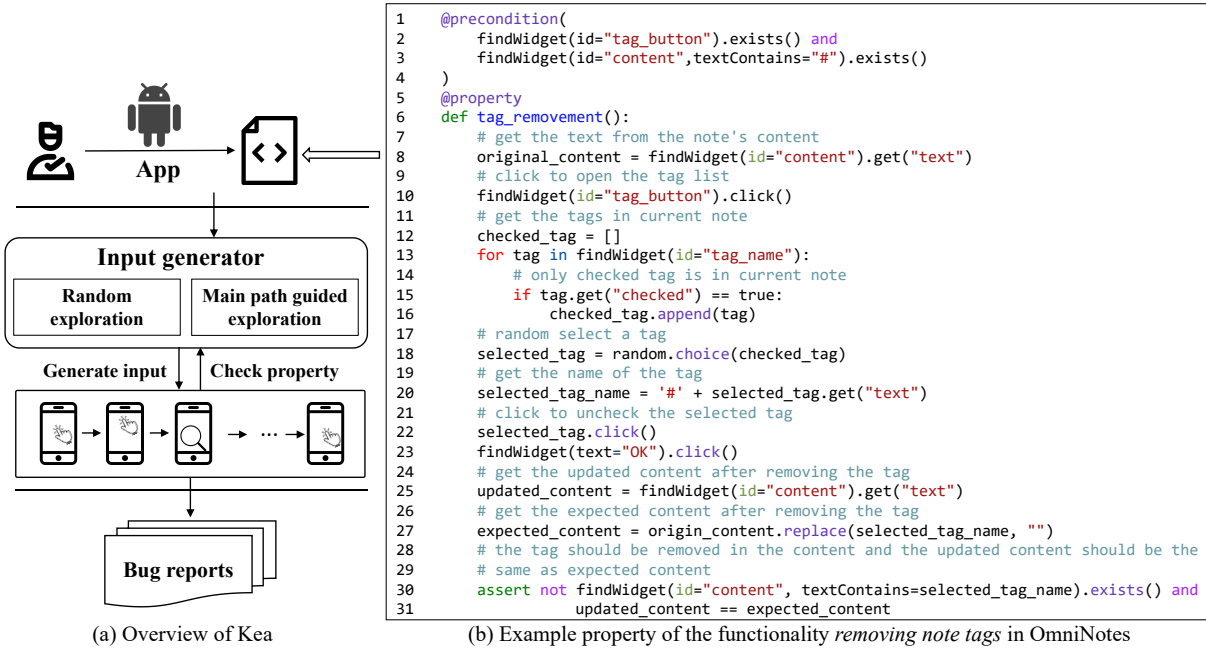 App
Input generator
Random
exploration
Main path guided
exploration
Generate input
Check property
...
Bug reports
(a) Overview of Kea
1 @precondition(
2 findWidget(id="tag_button").exists() and
3 findWidget(id="content",textContains="#").exists()
4 )
5 @property
6 def tag_removement():
7 # get the text from the note's content
8 original_content = findWidget(id="content").get("text")
9 # click to open the tag list
10 findWidget(id="tag_button").click()
11 # get the tags in current note
12 checked_tag = []
13 for tag in findWidget(id="tag_name"):
14 # only checked tag is in current note
15 if tag.get("checked") == true:
16 checked_tag.append(tag)
17 # random select a tag
18 selected_tag = random.choice(checked_tag)
19 # get the name of the tag
20 selected_tag_name = '#' + selected_tag.get("text")
21 # click to uncheck the selected tag
22 selected_tag.click()
23 findWidget(text="OK").click()
24 # get the updated content after removing the tag
25 updated_content = findWidget(id="content").get("text")
26 # get the expected content after removing the tag
27 expected_content = origin_content.replace(selected_tag_name, "")
28 # the tag should be removed in the content and the updated content should be the
29 # same as expected content
30 assert not findWidget(id="content", textContains=selected_tag_name).exists() and
31 updated_content == expected_content
(b) Example property of the functionality removing note tags in OmniNotes